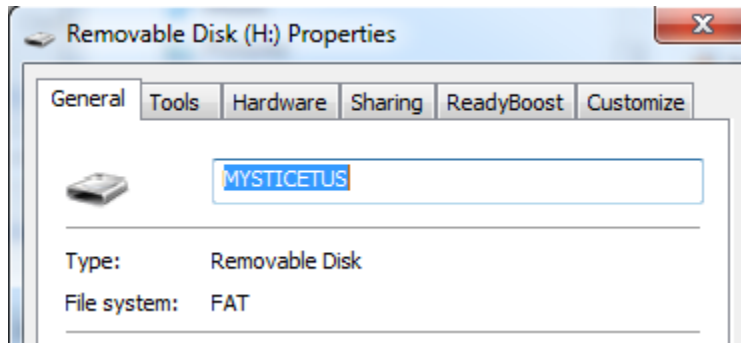 Removable Disk (H:) Properties
General Tools Hardware Sharing ReadyBoost Customize
MYSTICETUS
Type: Removable Disk
File system: FAT